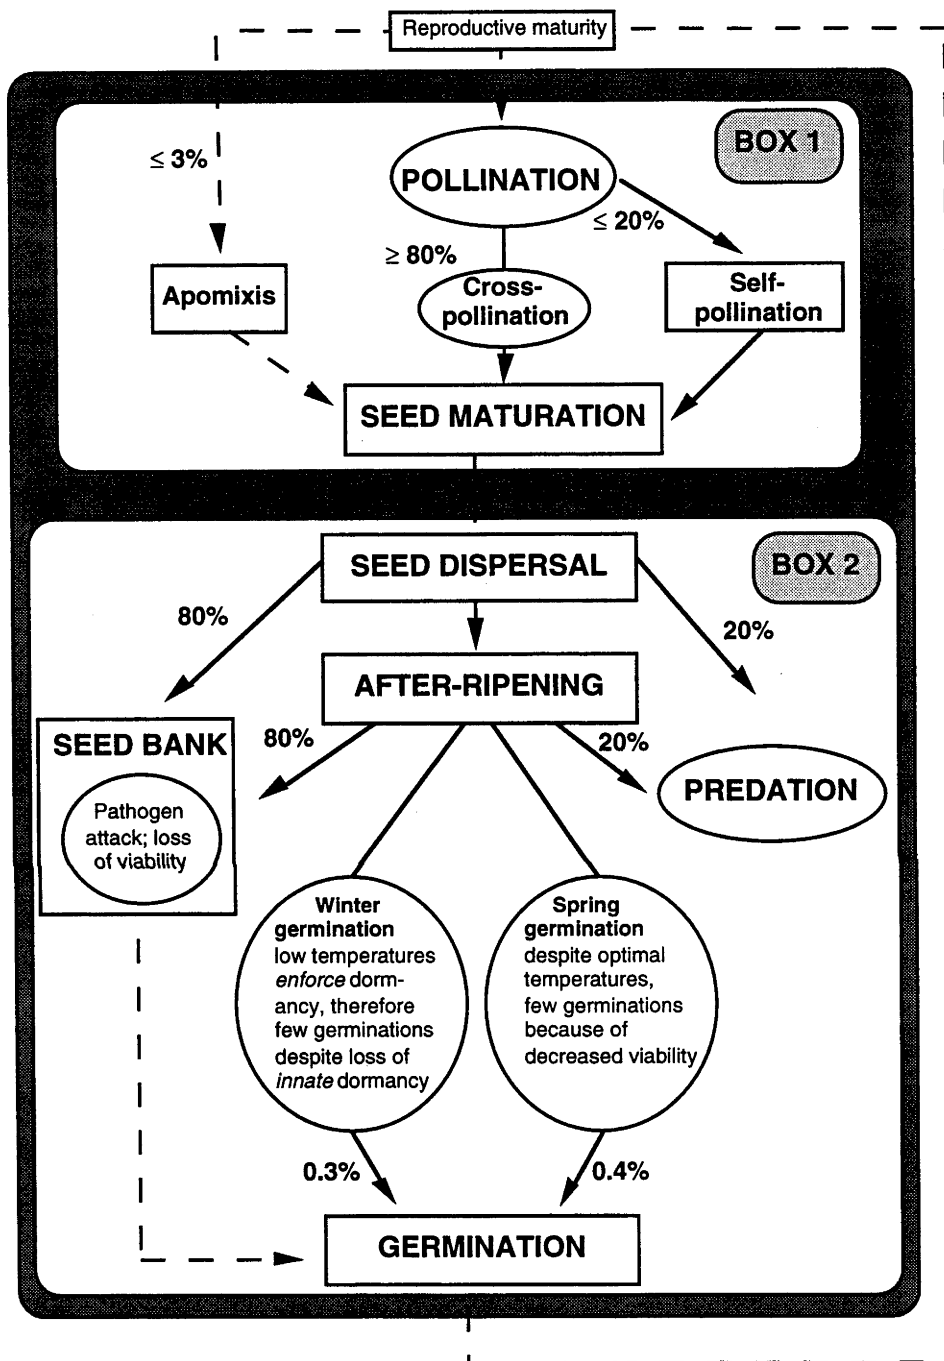 Reproductive maturity
BOX 1
≤ 3%
POLLINATION
≤ 20%
≥ 80%
Apomixis
Cross-
pollination
Self-
pollination
SEED MATURATION
SEED DISPERSAL
BOX 2
80%
20%
AFTER-RIPENING
SEED BANK
80%
20%
Pathogen
attack; loss
of viability
PREDATION
Winter
germination
low temperatures
enforce dorm-
ancy, therefore
few germinations
despite loss of
innate dormancy
Spring
germination
despite optimal
temperatures,
few germinations
because of
decreased viability
0.3%
0.4%
GERMINATION